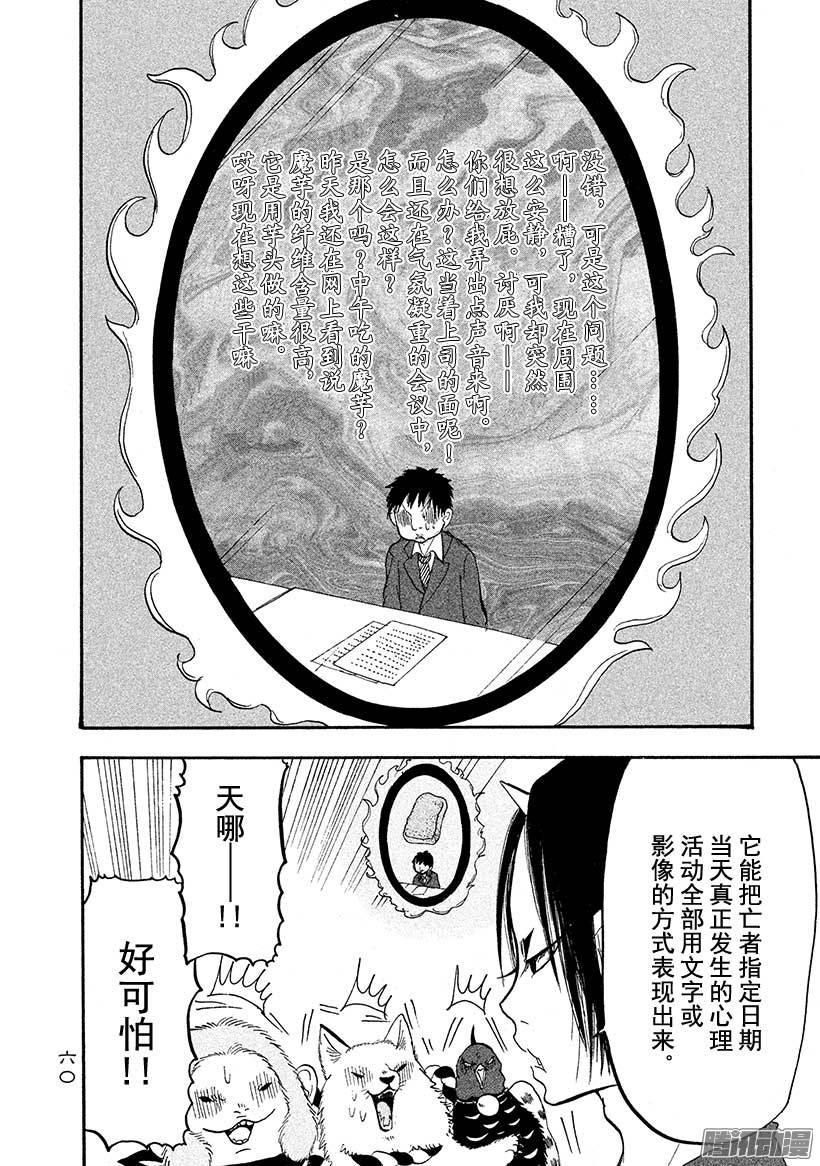 没错，可是这个问题……
啊——糟了，现在周围
这么安静，可我却突然
很想放屁。讨厌啊——
你们给我弄出点声音来啊。
怎么办？这当着上司的面呢！
而且还在气氛凝重的会议中，
怎么会这样？
是那个吗？中午吃的魔芋？
昨天我还在网上看到说
魔芋的纤维含量很高，
它是用芋头做的嘛。
哎呀现在想这些干嘛
它能把亡者指定日期
当天真正发生的心理
活动全部用文字或
影像的方式表现出来。
天哪——!!
好可怕!!
六〇
腾讯动漫